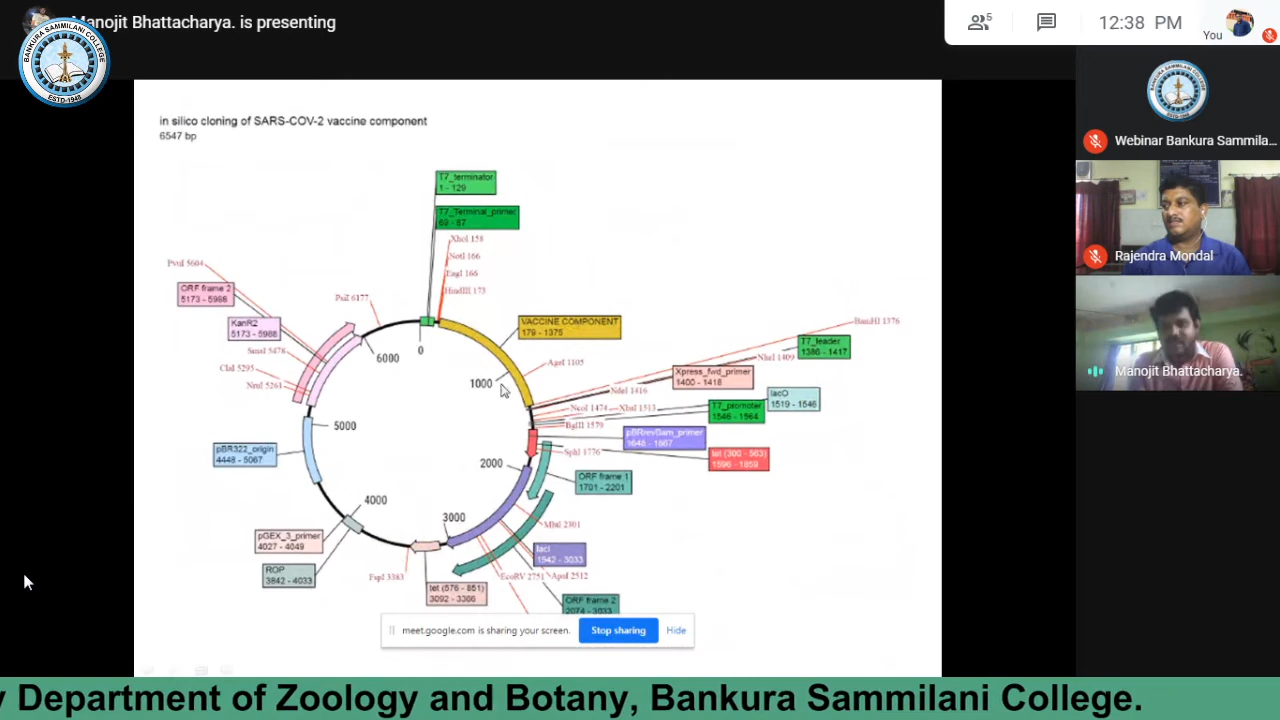 Manojit Bhattacharya. is presenting
BANKURA SAMMILANI COLLEGE
ESTD-1948
5
12:38 PM
You
Webinar Bankura Sammila...
Rajendra Mondal
Manojit Bhattacharya.
in silico cloning of SARS-COV-2 vaccine component
6547 bp
T7_terminator
1 - 129
T7_Terminal_primer
69 - 87
XhoI 158
NotI 166
EagI 166
HindIII 173
PvuI 5604
ORF frame 2
5173 - 5988
PsiI 6177
KanR2
5173 - 5988
SmaI 5478
ClaI 5295
NruI 5261
VACCINE COMPONENT
179 - 1375
BamHI 1376
T7_leader
1386 - 1417
NheI 1409
AgeI 1105
Xpress_fwd_primer
1400 - 1418
NdeI 1416
lacO
1519 - 1546
NcoI 1474
XbaI 1513
T7_promoter
1546 - 1564
BglII 1579
pBRrevBam_primer
1648 - 1667
SphI 1776
tet (300 - 563)
1596 - 1859
ORF frame 1
1701 - 2201
0
1000
2000
3000
4000
5000
6000
pBR322_origin
4448 - 5067
pGEX_3_primer
4027 - 4049
ROP
3842 - 4033
FspI 3383
tet (576 - 851)
3092 - 3366
MluI 2301
lacI
1942 - 3033
EcoRV 2751
ApaI 2512
ORF frame 2
2074 - 3033
meet.google.com is sharing your screen.
Stop sharing
Hide
Department of Zoology and Botany, Bankura Sammilani College.